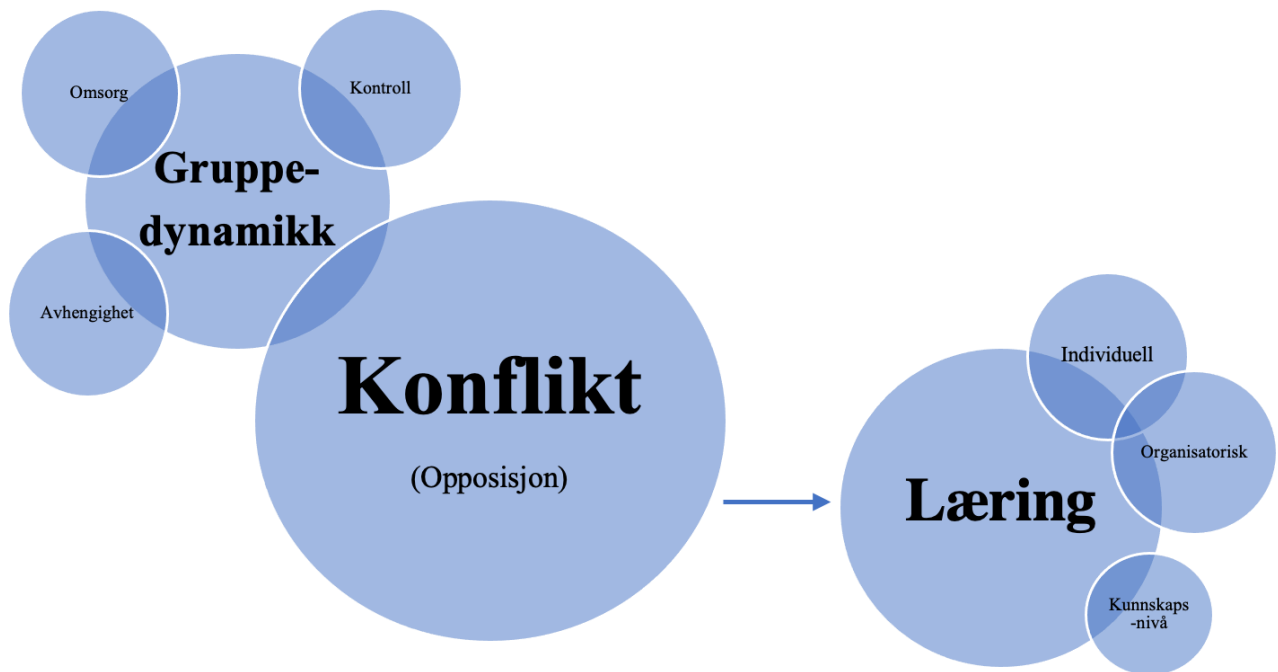 Omsorg
Kontroll
Gruppe-
dynamikk
Avhengighet
Konflikt
(Opposisjon)
Individuell
Organisatorisk
Læring
Kunnskaps
-nivå